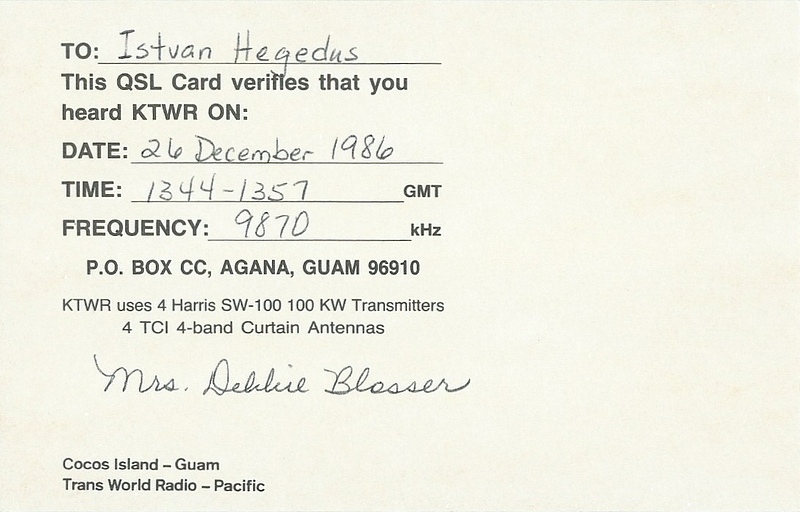 TO: Istvan Hegedus
This QSL Card verifies that you
heard KTWR ON:
DATE: 26 December 1986
TIME: 1344-1357 GMT
FREQUENCY: 9870 kHz
P.O. BOX CC, AGANA, GUAM 96910
KTWR uses 4 Harris SW-100 100 KW Transmitters
4 TCI 4-band Curtain Antennas
Mrs. Debbie Blosser
Cocos Island – Guam
Trans World Radio – Pacific